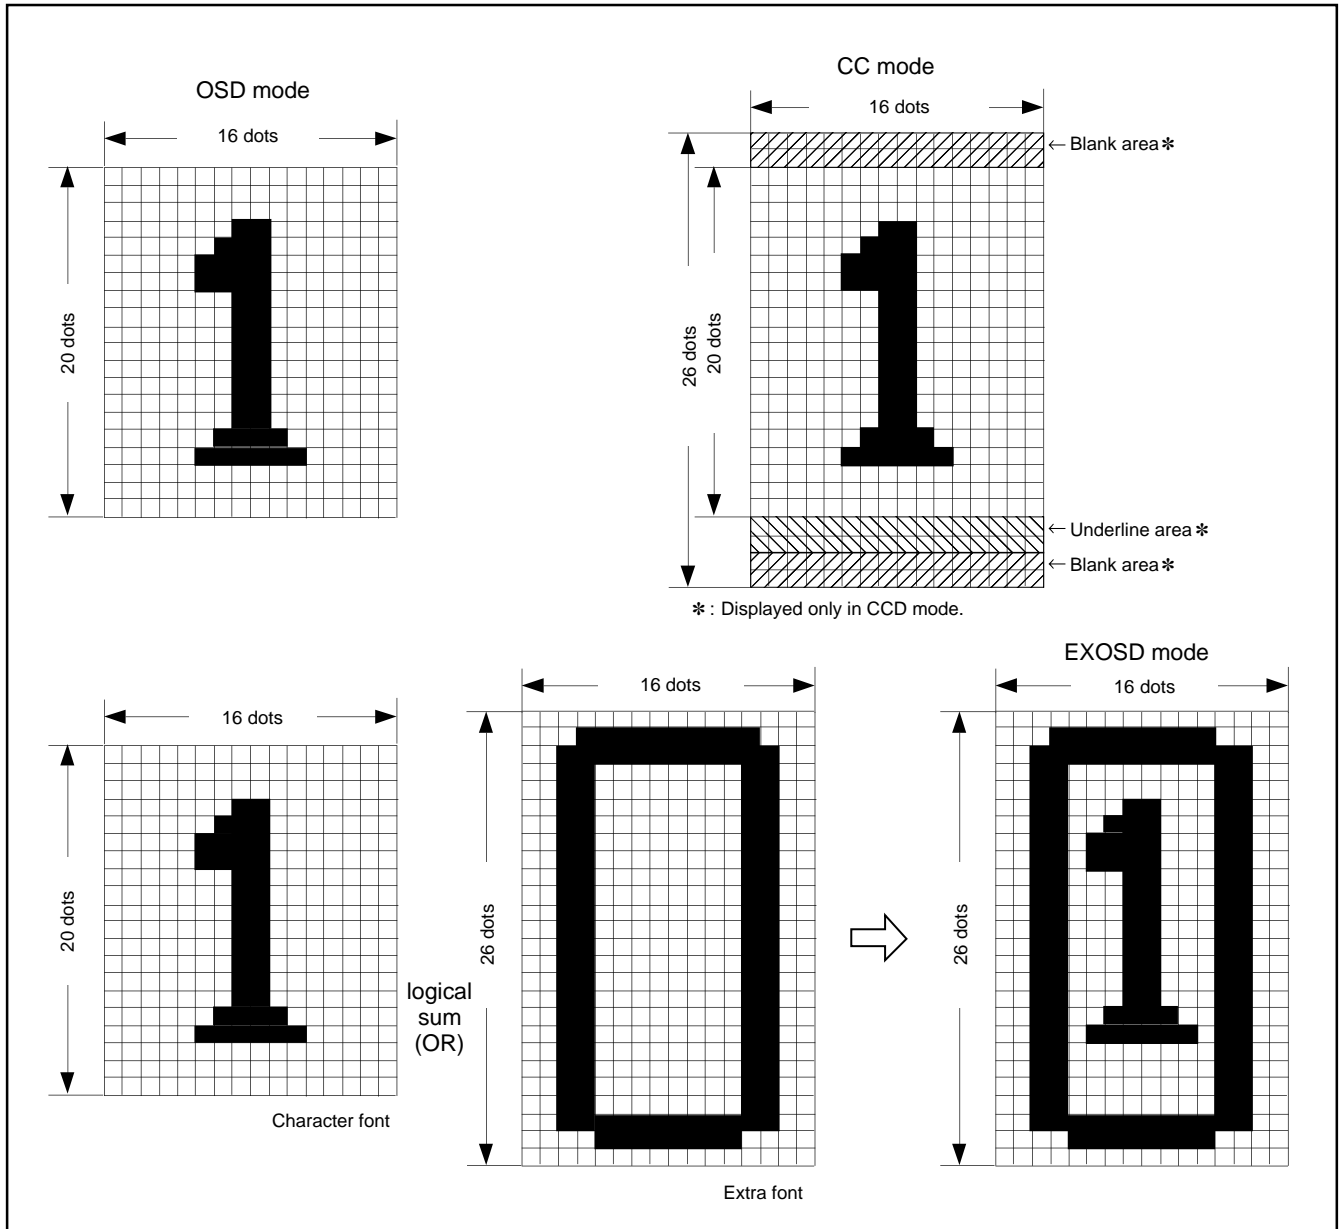 OSD mode
16 dots
20 dots
CC mode
16 dots
← Blank area＊
26 dots
20 dots
← Underline area＊
← Blank area＊
＊ : Displayed only in CCD mode.
16 dots
20 dots
Character font
logical
sum
(OR)
16 dots
26 dots
Extra font
EXOSD mode
16 dots
26 dots